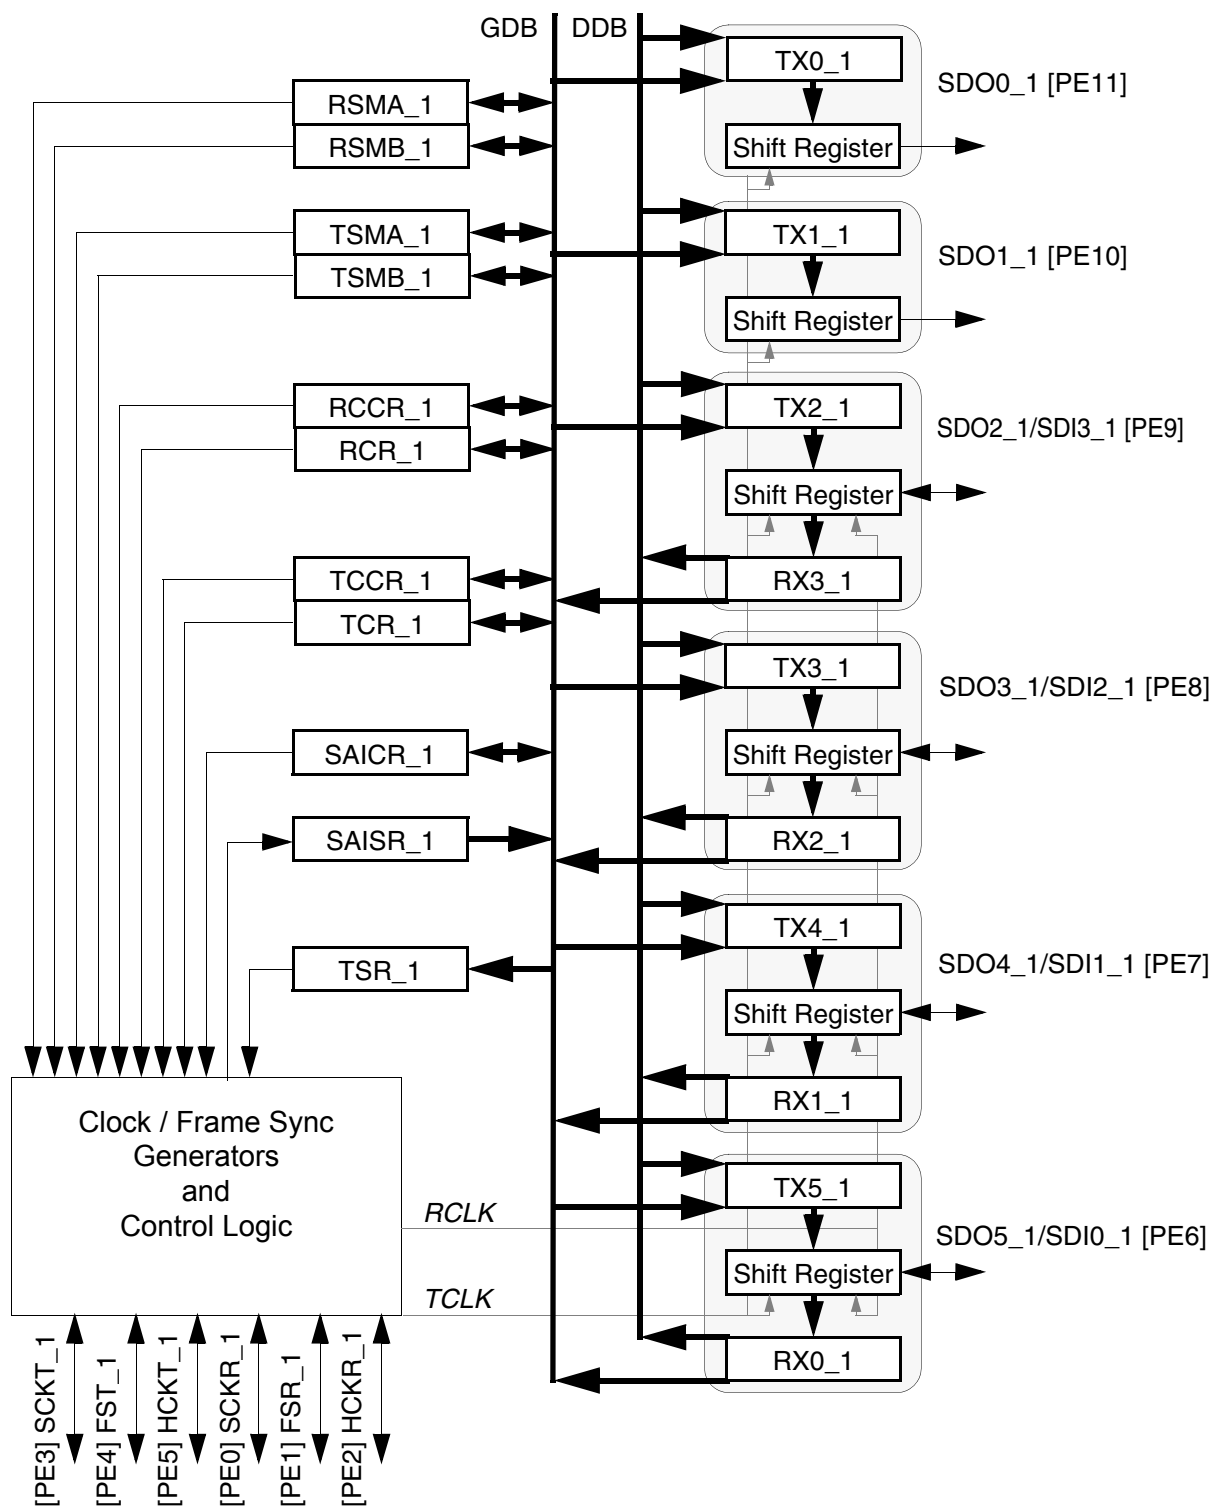 GDB
DDB
RSMA_1
RSMB_1
TSMA_1
TSMB_1
RCCR_1
RCR_1
TCCR_1
TCR_1
SAICR_1
SAISR_1
TSR_1
Clock / Frame Sync
Generators
and
Control Logic
RCLK
TCLK
[PE3] SCKT_1
[PE4] FST_1
[PE5] HCKT_1
[PE0] SCKR_1
[PE1] FSR_1
[PE2] HCKR_1
TX0_1
Shift Register
SDO0_1 [PE11]
TX1_1
Shift Register
SDO1_1 [PE10]
TX2_1
Shift Register
RX3_1
SDO2_1/SDI3_1 [PE9]
TX3_1
Shift Register
RX2_1
SDO3_1/SDI2_1 [PE8]
TX4_1
Shift Register
RX1_1
SDO4_1/SDI1_1 [PE7]
TX5_1
Shift Register
RX0_1
SDO5_1/SDI0_1 [PE6]